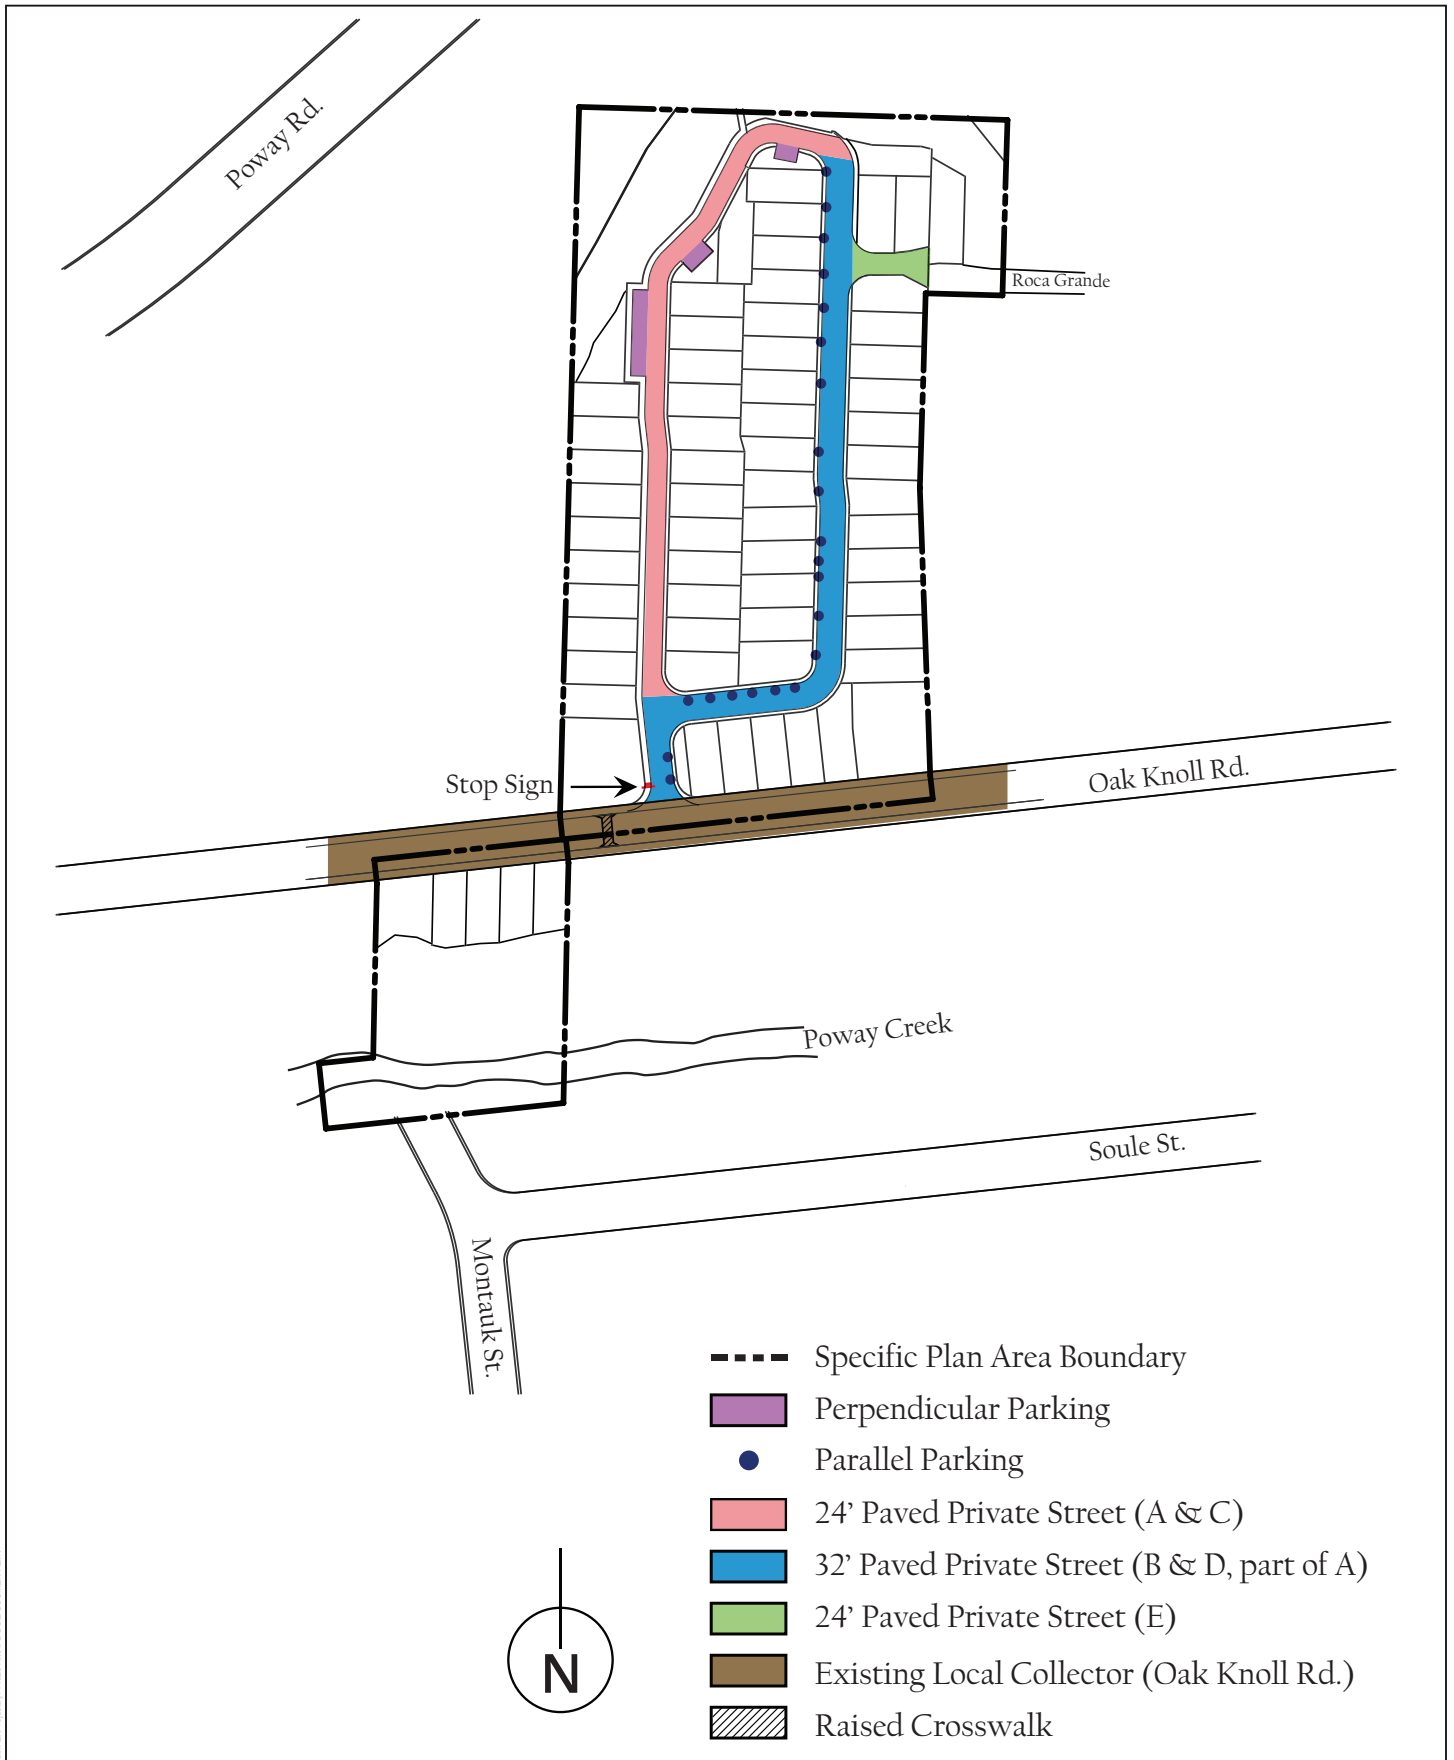 Poway Rd.
Roca Grande
Stop Sign
Oak Knoll Rd.
Poway Creek
Soule St.
Montauk St.
Specific Plan Area Boundary
Perpendicular Parking
Parallel Parking
24’ Paved Private Street (A & C)
32’ Paved Private Street (B & D, part of A)
24’ Paved Private Street (E)
Existing Local Collector (Oak Knoll Rd.)
Raised Crosswalk
N